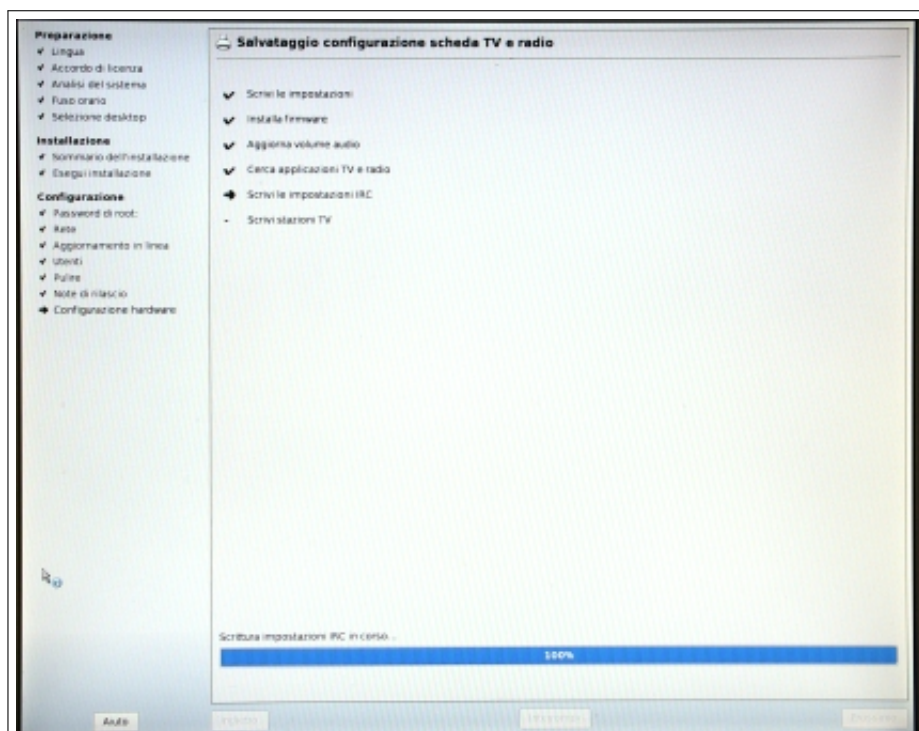 Preparazione
Lingua
Accordo di licenza
Analisi del sistema
Fuso orario
Selezione desktop
Installazione
Sommario dell'installazione
Esegui installazione
Configurazione
Password di root:
Rete
Aggiornamento in linea
Utenti
Pulire
Note di rilascio
Configurazione hardware
Salvataggio configurazione scheda TV e radio
Scrivi le impostazioni
Installa firmware
Aggiorna volume audio
Cerca applicazioni TV e radio
Scrivi le impostazioni IRC
Scrivi stazioni TV
Scrittura impostazioni IRC in corso...
100%
Aiuto